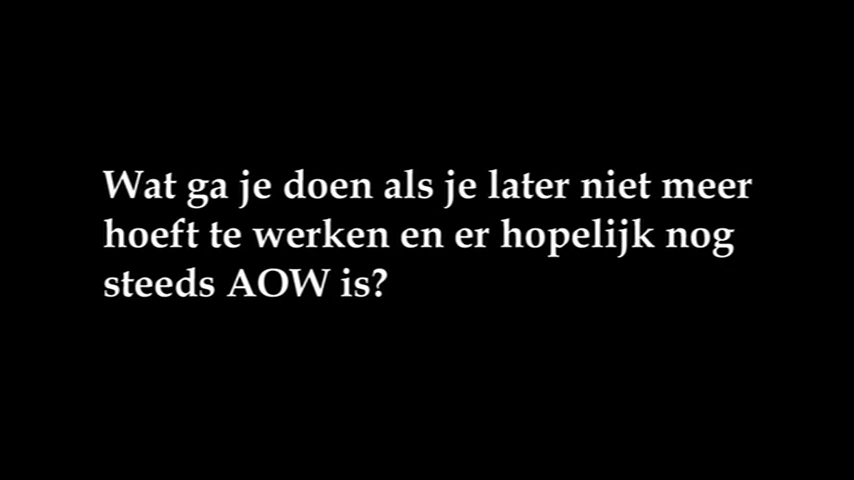 Wat ga je doen als je later niet meer
hoeft te werken en er hopelijk nog
steeds AOW is?